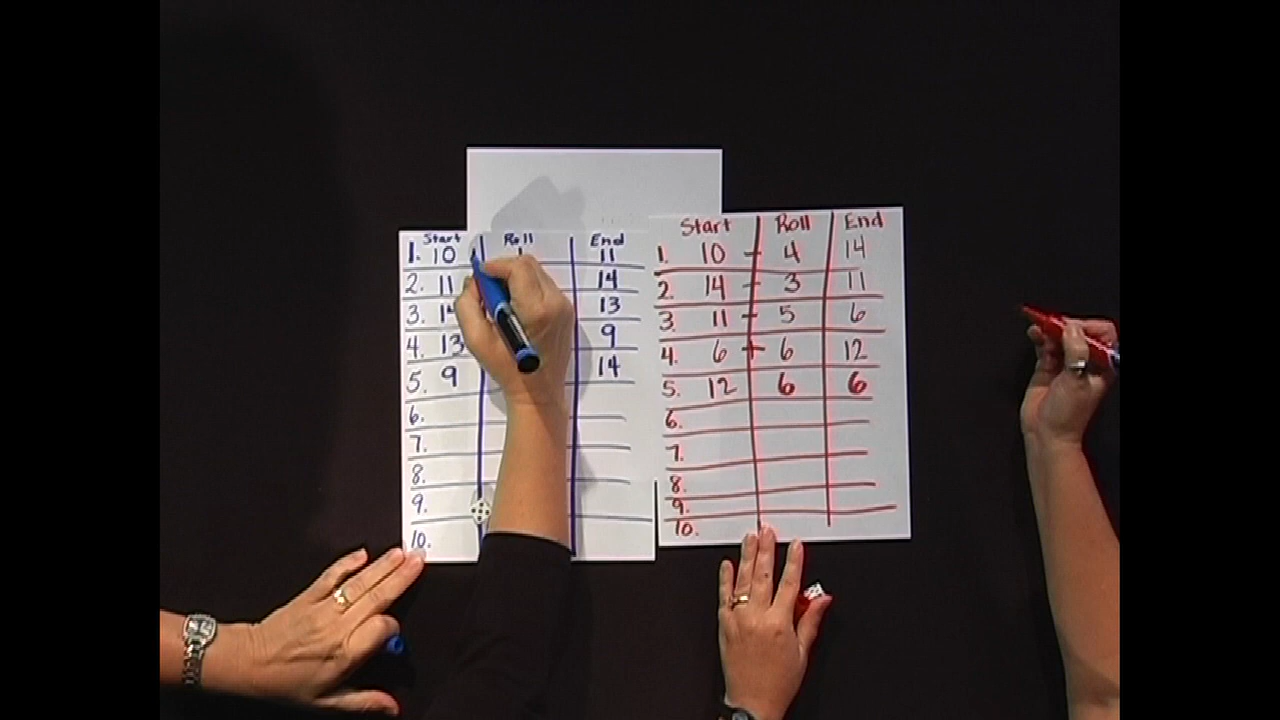 Start Roll End
1. 10 1 11
2. 11 14
3. 14 13
4. 13 9
5. 9 14
6.
7.
8.
9.
10.
Start Roll End
1. 10 + 4 14
2. 14 - 3 11
3. 11 - 5 6
4. 6 + 6 12
5. 12 6 6
6.
7.
8.
9.
10.